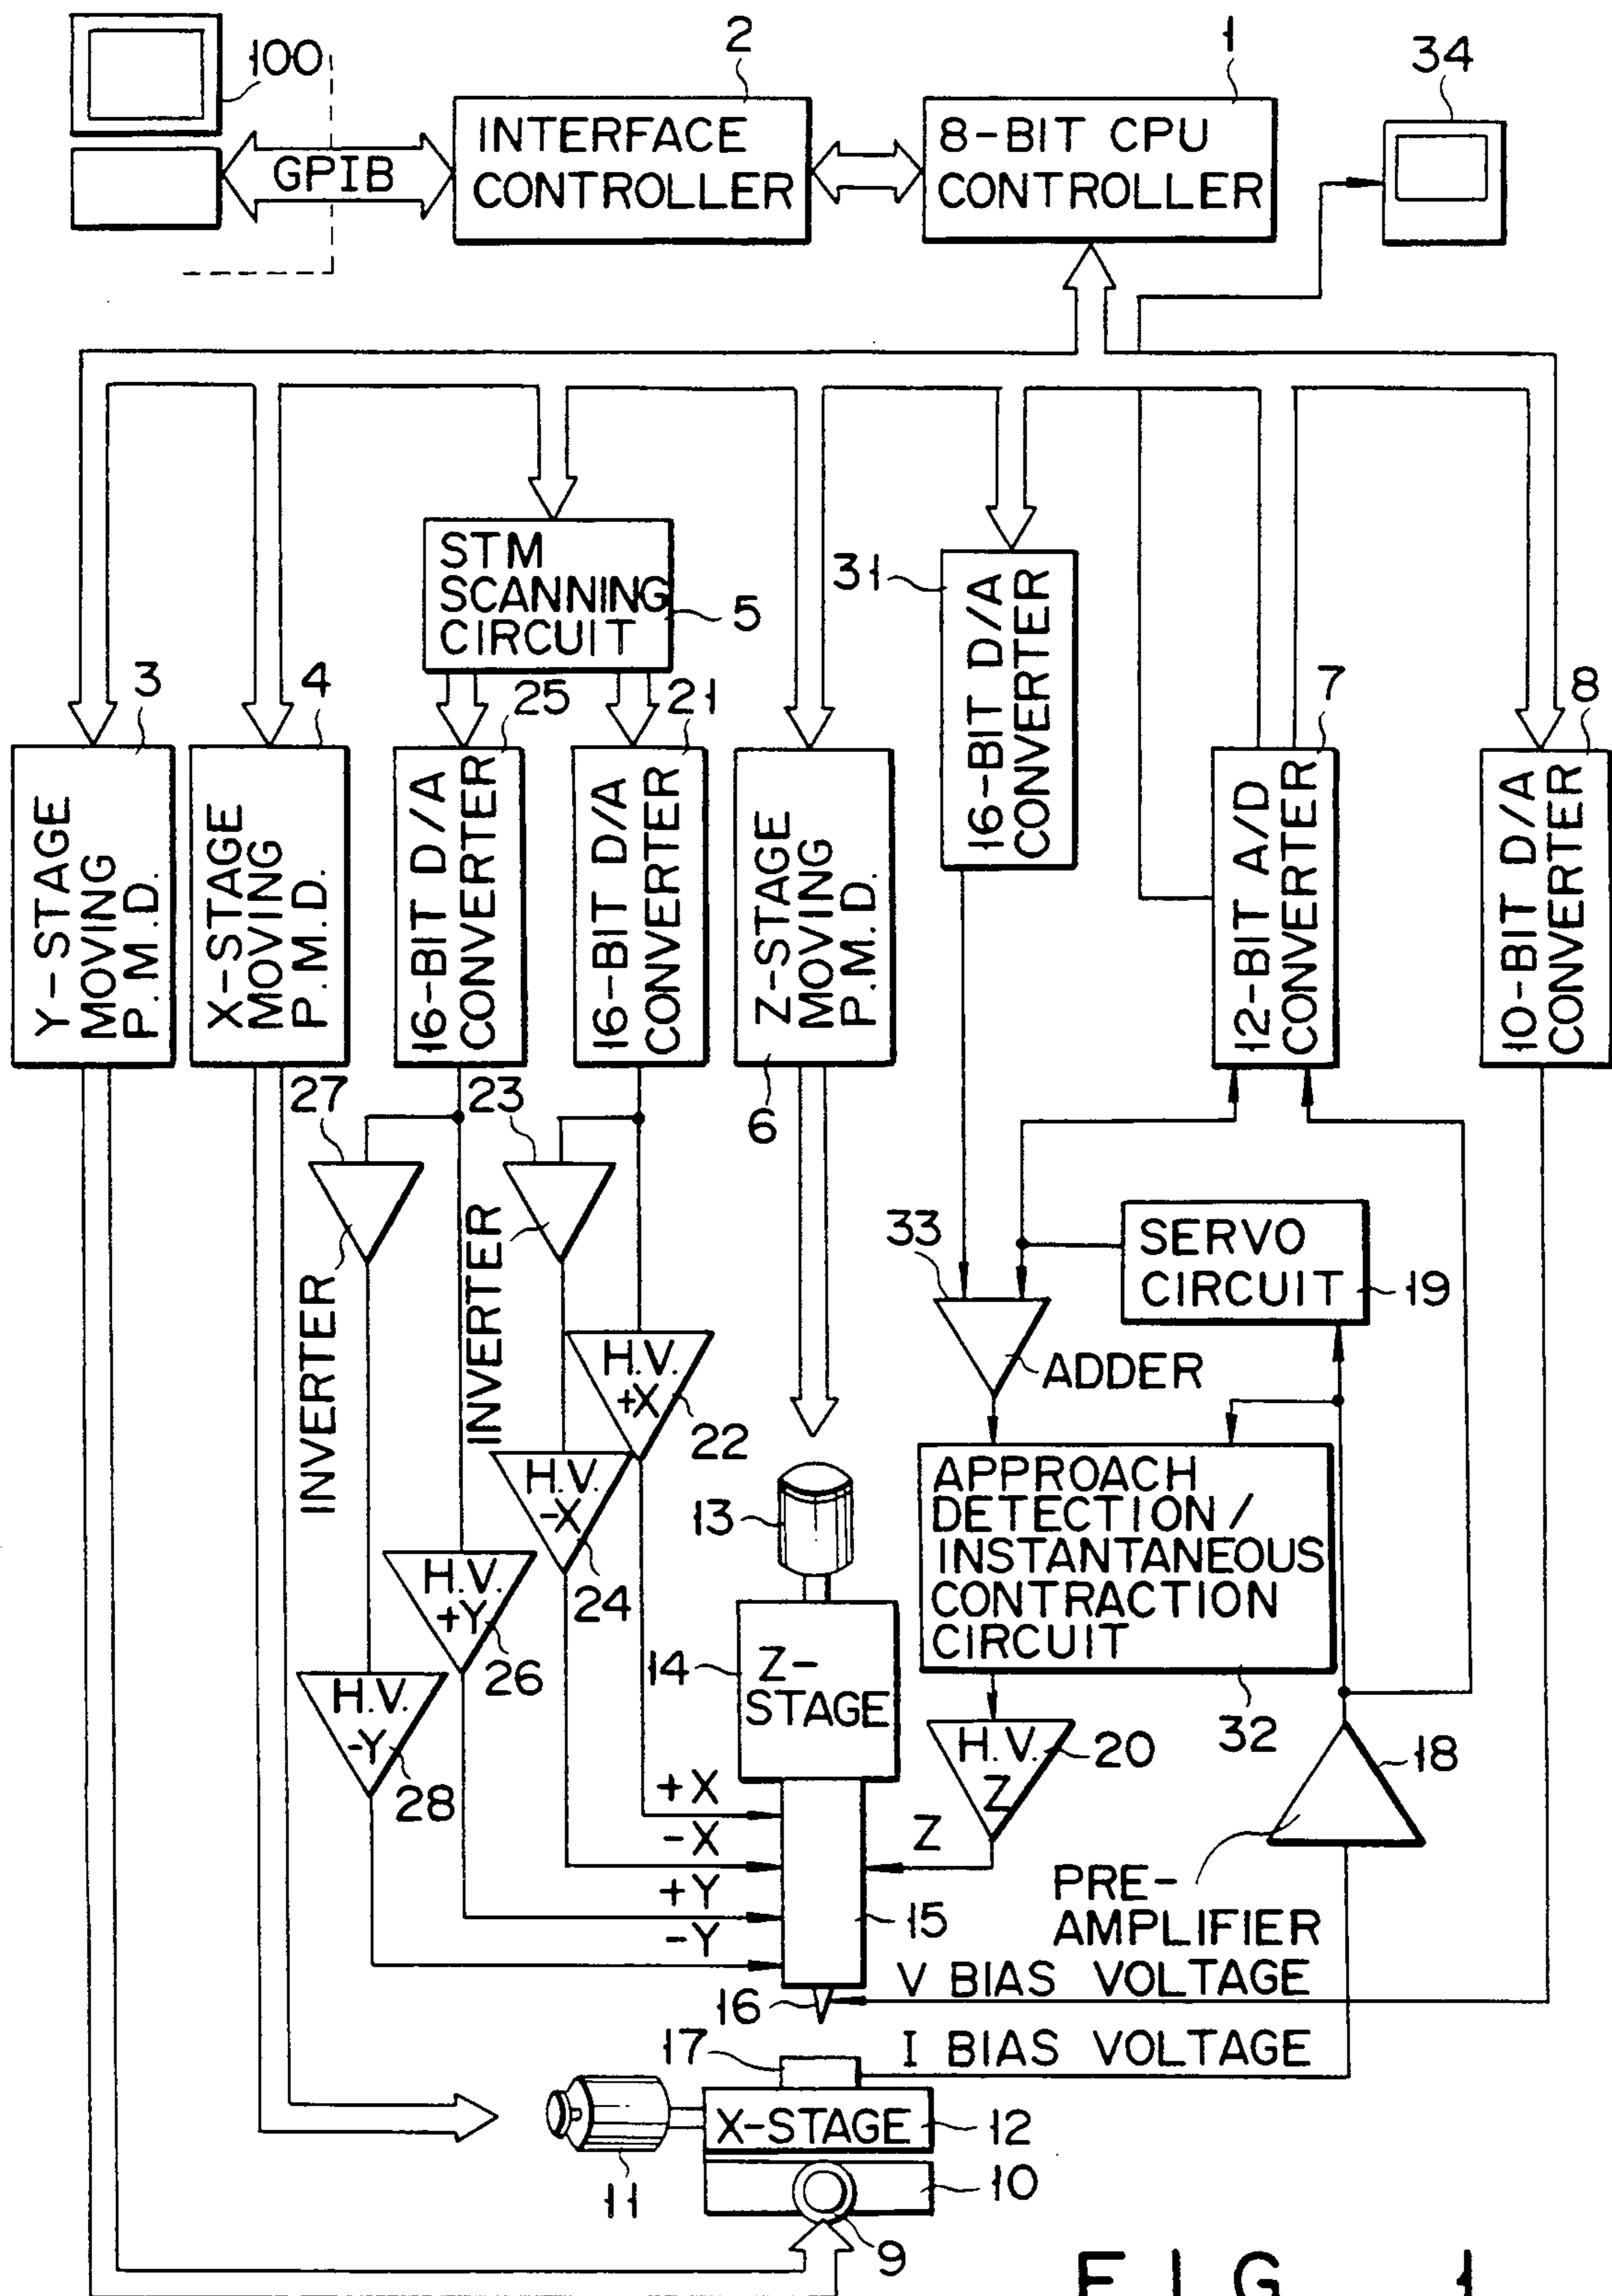 100
2
1
34
INTERFACE
CONTROLLER
8-BIT CPU
CONTROLLER
GPIB
STM
SCANNING
CIRCUIT
5
31
16-BIT D/A
CONVERTER
3
4
25
21
7
8
Y-STAGE
MOVING
P.M.D.
X-STAGE
MOVING
P.M.D.
16-BIT D/A
CONVERTER
16-BIT D/A
CONVERTER
Z-STAGE
MOVING
P.M.D.
12-BIT A/D
CONVERTER
10-BIT D/A
CONVERTER
27
23
6
INVERTER
INVERTER
33
SERVO
CIRCUIT
19
ADDER
H.V.
+X
22
H.V.
-X
24
H.V.
+Y
26
H.V.
-Y
28
13
14
Z-
STAGE
APPROACH
DETECTION/
INSTANTANEOUS
CONTRACTION
CIRCUIT
32
H.V.
Z
20
18
+X
-X
+Y
-Y
Z
15
PRE-
AMPLIFIER
V BIAS VOLTAGE
16
17
I BIAS VOLTAGE
X-STAGE
12
11
10
9
FIG. 1